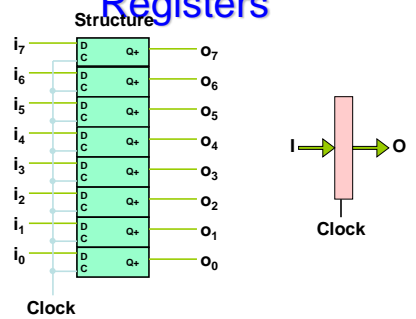 Registers
Structure
i7 D C Q+ o7
i6 D C Q+ o6
i5 D C Q+ o5
i4 D C Q+ o4
i3 D C Q+ o3
i2 D C Q+ o2
i1 D C Q+ o1
i0 D C Q+ o0
Clock
I O
Clock